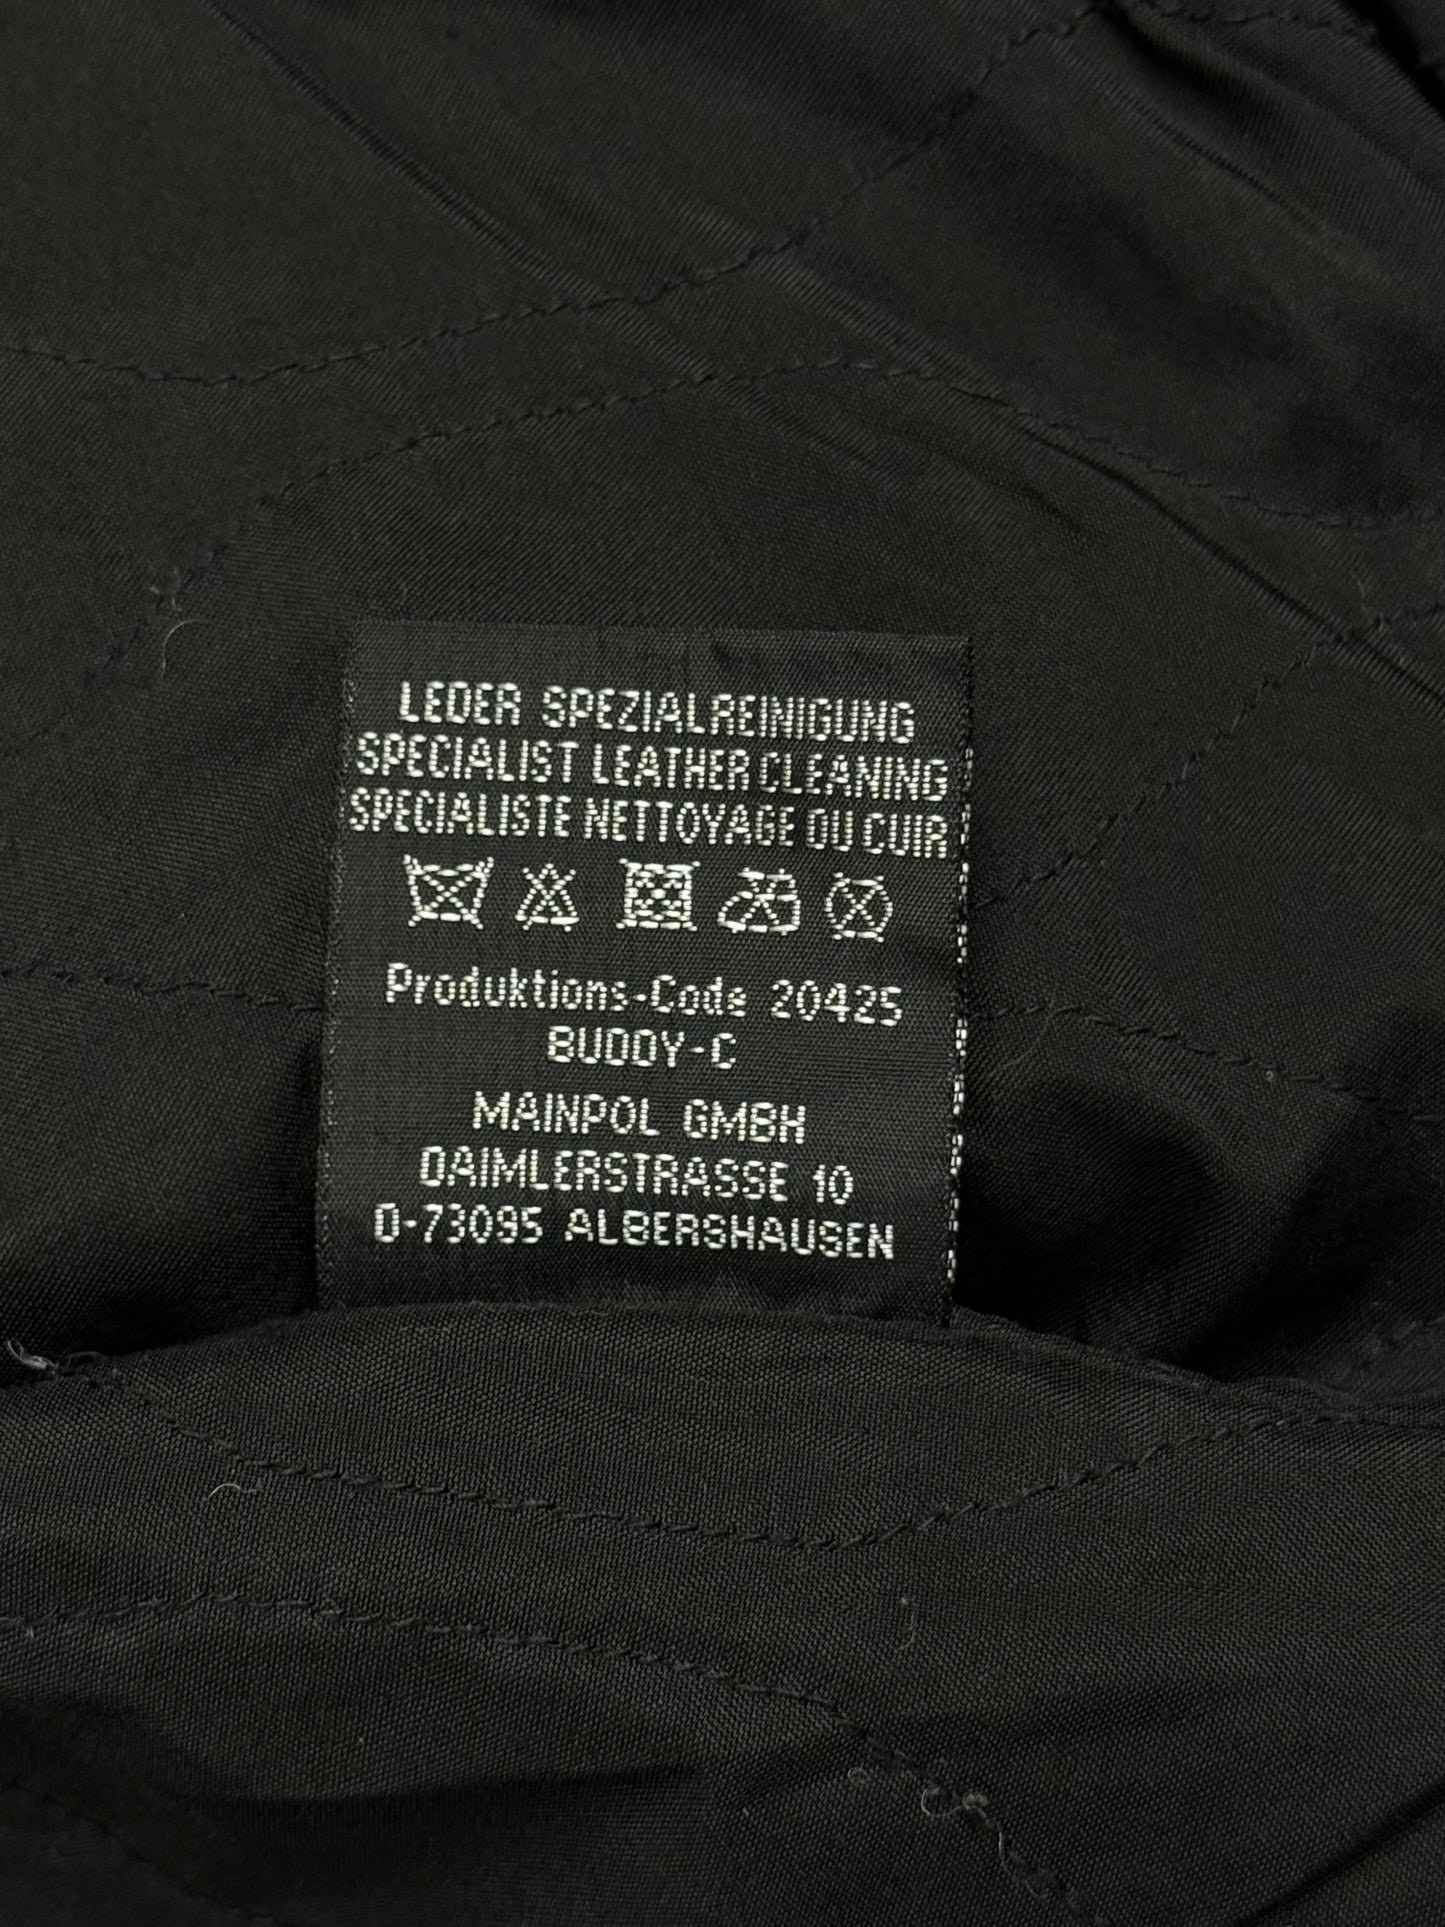 LEDER SPEZIALREINIGUNG
SPECIALIST LEATHER CLEANING
SPECIALISTE NETTOYAGE DU CUIR
Produktions-Code 20425
BUDDY-C
MAINPOL GMBH
DAIMLERSTRASSE 10
D-73095 ALBERSHAUSEN